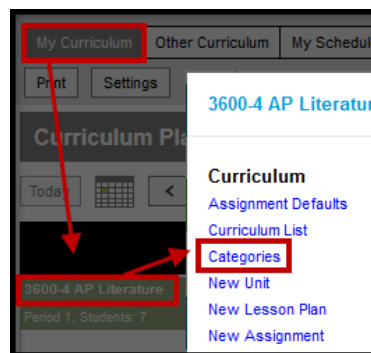 My Curriculum Other Curriculum My Schedul
Print Settings
3600-4 AP Literatur
Curriculum Pla
Today <
Curriculum
Assignment Defaults
Curriculum List
Categories
New Unit
New Lesson Plan
New Assignment
3600-4 AP Literature
Period 1, Students: 7